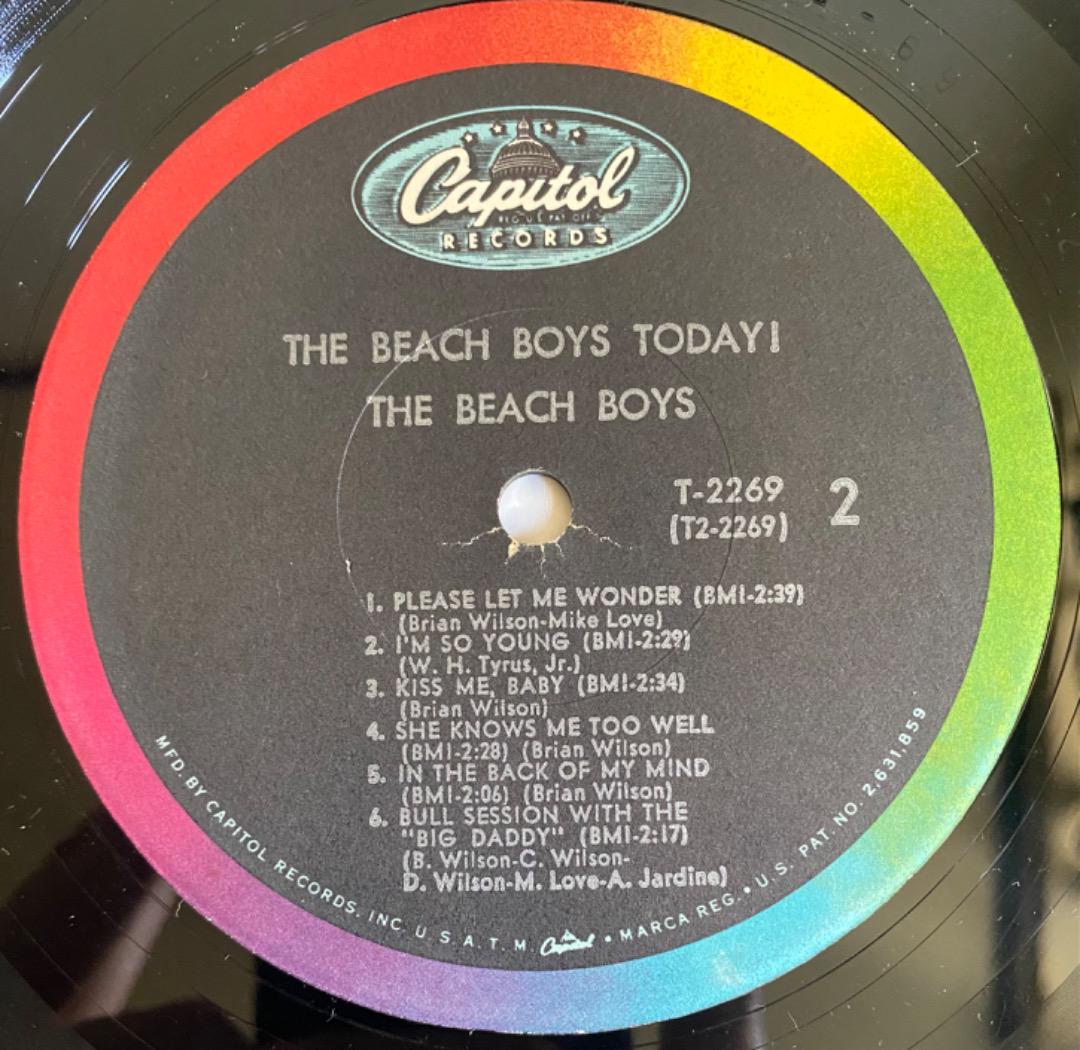 Capitol
REG. U.S. PAT. OFF.
RECORDS
THE BEACH BOYS TODAY!
THE BEACH BOYS
T-2269 2
(T2-2269)
1. PLEASE LET ME WONDER (BMI-2:39)
(Brian Wilson-Mike Love)
2. I'M SO YOUNG (BMI-2:29)
(W. H. Tyrus, Jr.)
3. KISS ME, BABY (BMI-2:34)
(Brian Wilson)
4. SHE KNOWS ME TOO WELL
(BMI-2:28) (Brian Wilson)
5. IN THE BACK OF MY MIND
(BMI-2:06) (Brian Wilson)
6. BULL SESSION WITH THE
"BIG DADDY" (BMI-2:17)
(B. Wilson-C. Wilson-
D. Wilson-M. Love-A. Jardine)
MFD. BY CAPITOL RECORDS, INC. U.S.A. T.M. Capitol • MARCA REG. • U.S. PAT. NO. 2,631,859